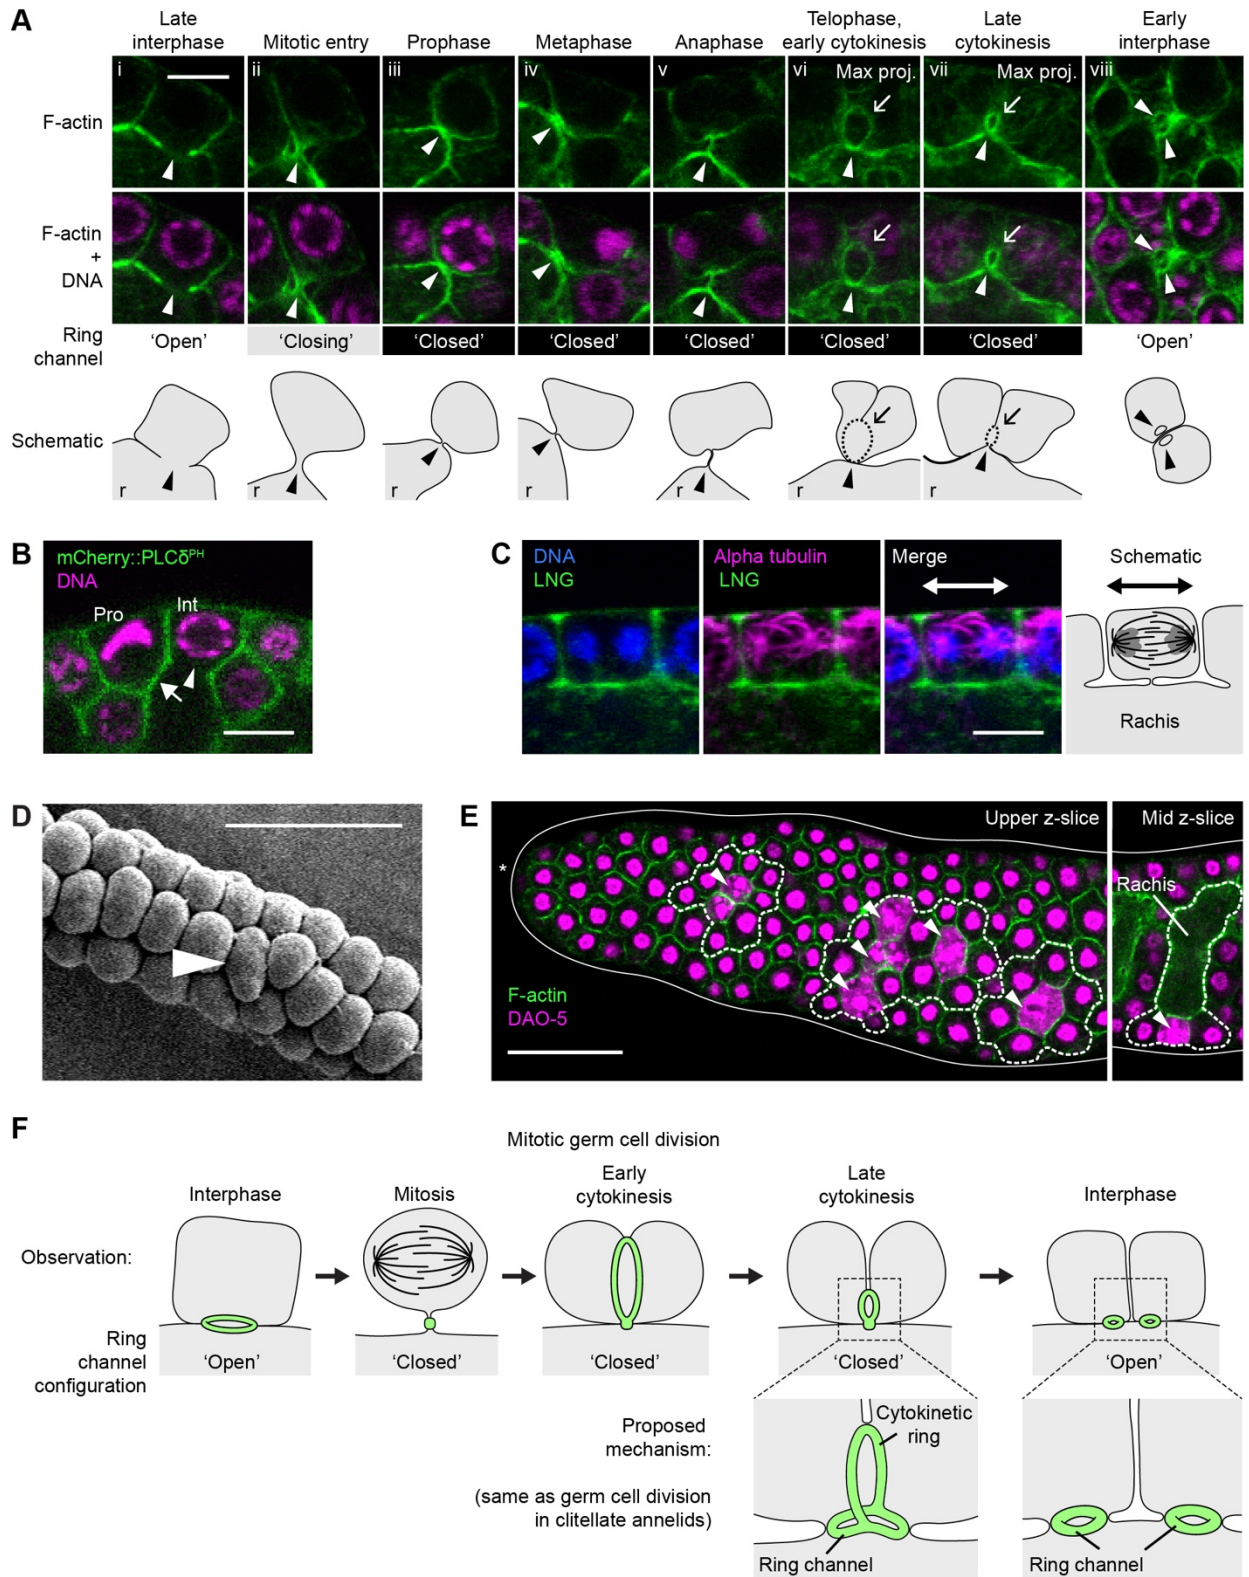 A
Late
interphase
Mitotic entry
Prophase
Metaphase
Anaphase
Telophase,
early cytokinesis
Late
cytokinesis
Early
interphase
i
ii
iii
iv
v
vi
Max proj.
vii
Max proj.
viii
F-actin
F-actin
+
DNA
Ring
channel
‘Open’
‘Closing’
‘Closed’
‘Closed’
‘Closed’
‘Closed’
‘Closed’
‘Open’
Schematic
r
r
r
r
r
r
r
B
mCherry::PLCδPH
DNA
Pro
Int
C
DNA
LNG
Alpha tubulin
LNG
Merge
Schematic
Rachis
D
E
Upper z-slice
Mid z-slice
*
Rachis
F-actin
DAO-5
F
Mitotic germ cell division
Interphase
Mitosis
Early
cytokinesis
Late
cytokinesis
Interphase
Observation:
Ring
channel
configuration
‘Open’
‘Closed’
‘Closed’
‘Closed’
‘Open’
Proposed
mechanism:
(same as germ cell division
in clitellate annelids)
Cytokinetic
ring
Ring channel
Ring channel